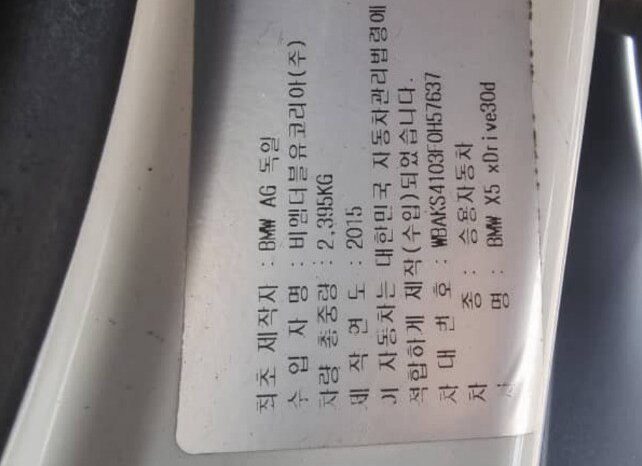 최초 제작자 : BMW AG 독일
수 입 자 명 : 비엠더블유코리아(주)
차량 총중량 : 2,395KG
제 작 연 도 : 2015
이 자동차는 대한민국 자동차관리법령에
적합하게 제작(수입)되었습니다.
차 대 번 호 : WBAKS4103F0H57637
차 종 : 승용자동차
명 : BMW X5 xDrive30d